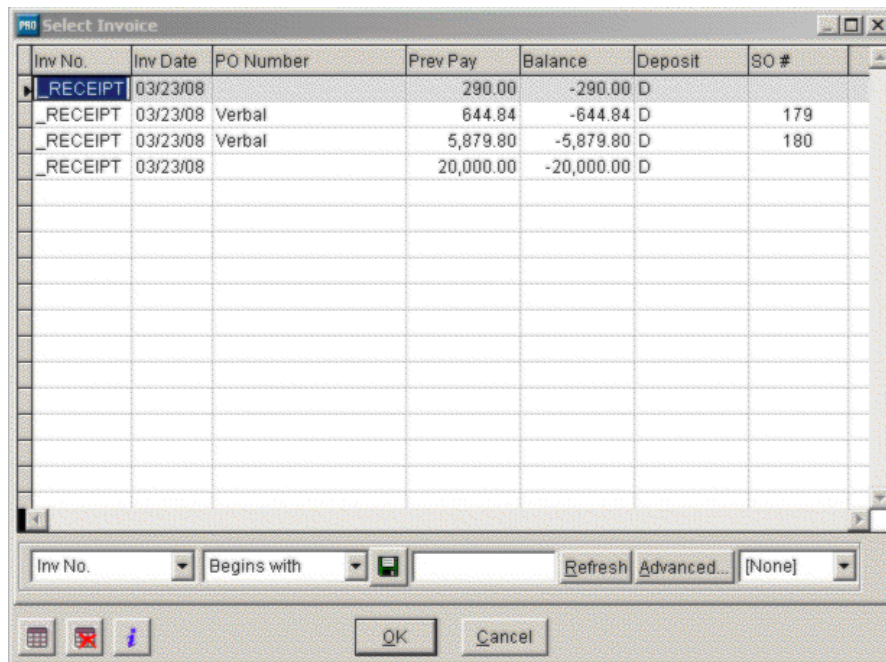 PRO Select Invoice
Inv No. Inv Date PO Number Prev Pay Balance Deposit SO #
_RECEIPT 03/23/08 290.00 -290.00 D
_RECEIPT 03/23/08 Verbal 644.84 -644.84 D 179
_RECEIPT 03/23/08 Verbal 5,879.80 -5,879.80 D 180
_RECEIPT 03/23/08 20,000.00 -20,000.00 D
Inv No. Begins with Refresh Advanced... [None]
i OK Cancel